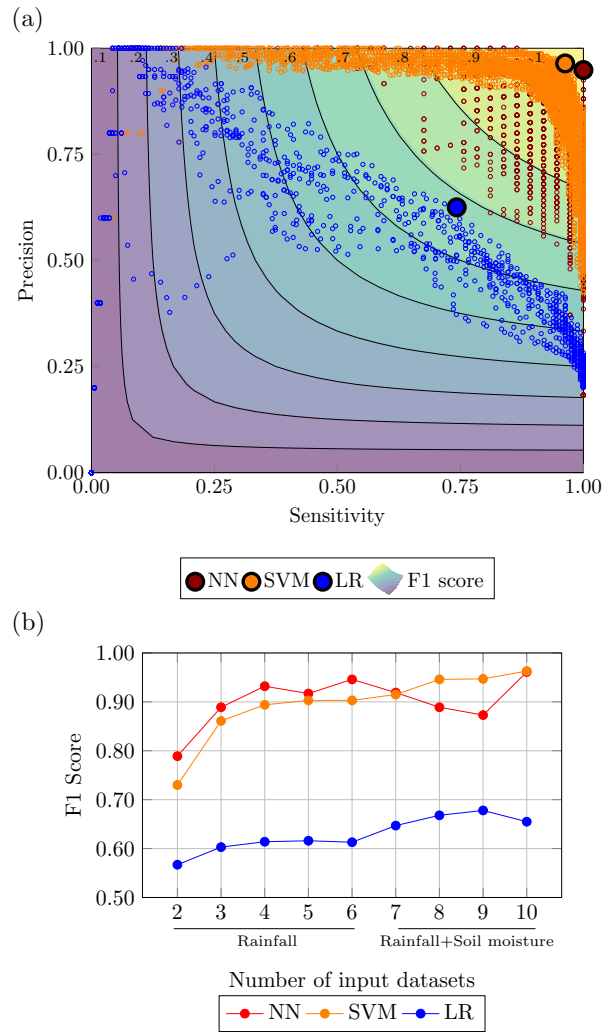 (a)
1.00
.1 .2 .3 .4 .5 .6 .7 .8 .9 .1
0.75
Precision
0.50
0.25
0.00
0.00 0.25 0.50 0.75 1.00
Sensitivity
NN SVM LR F1 score
(b)
1.00
0.90
0.80
F1 Score
0.70
0.60
0.50
2 3 4 5 6 7 8 9 10
Rainfall Rainfall+Soil moisture
Number of input datasets
NN SVM LR